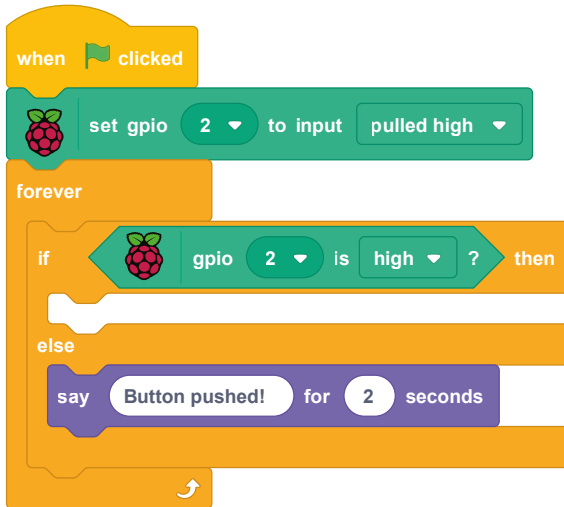 when clicked
set gpio 2 to input pulled high
forever
if gpio 2 is high ? then
else
say Button pushed! for 2 seconds